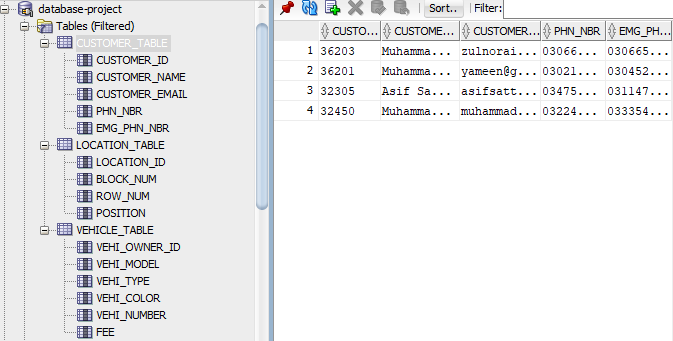 database-project
Tables (Filtered)
CUSTOMER_TABLE
CUSTOMER_ID
CUSTOMER_NAME
CUSTOMER_EMAIL
PHN_NBR
EMG_PHN_NBR
LOCATION_TABLE
LOCATION_ID
BLOCK_NUM
ROW_NUM
POSITION
VEHICLE_TABLE
VEHI_OWNER_ID
VEHI_MODEL
VEHI_TYPE
VEHI_COLOR
VEHI_NUMBER
FEE
Sort.. Filter:
CUSTO... CUSTOME... CUSTOMER... PHN_NBR EMG_PH...
1 36203 Muhamma... zulnorai... 03066... 030665...
2 36201 Muhamma... yameen@g... 03021... 030452...
3 32305 Asif Sa... asifsatt... 03475... 031147...
4 32450 Muhamma... muhammad... 03224... 033354...